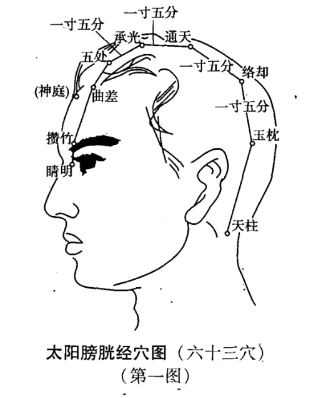 一寸五分
一寸五分
承光
通天
五处
一寸五分
络却
(神庭)
曲差
一寸五分
攒竹
玉枕
睛明
天柱
太阳膀胱经穴图（六十三穴）
（第一图）